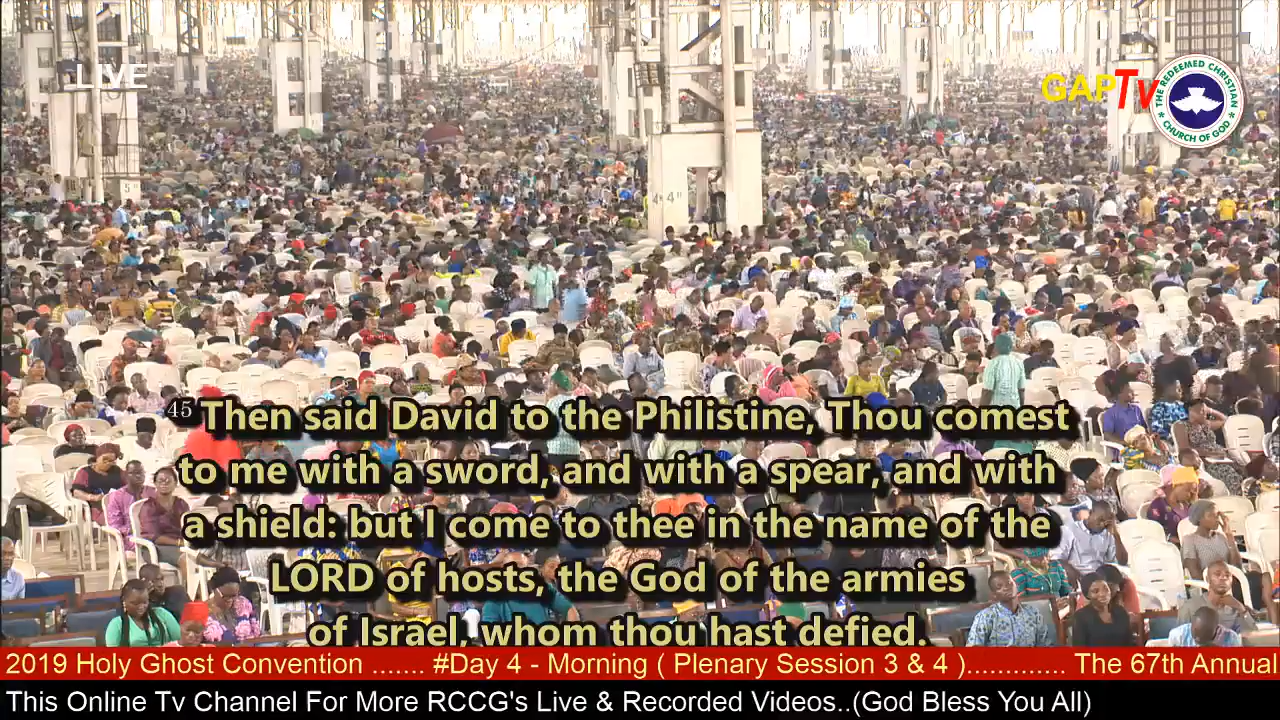 LIVE
GAPTv
THE REDEEMED CHRISTIAN
CHURCH OF GOD
5"
4 4"
45 Then said David to the Philistine, Thou comest
to me with a sword, and with a spear, and with
a shield: but I come to thee in the name of the
LORD of hosts, the God of the armies
of Israel, whom thou hast defied.
2019 Holy Ghost Convention ....... #Day 4 - Morning ( Plenary Session 3 & 4 )............. The 67th Annual
This Online Tv Channel For More RCCG's Live & Recorded Videos..(God Bless You All)